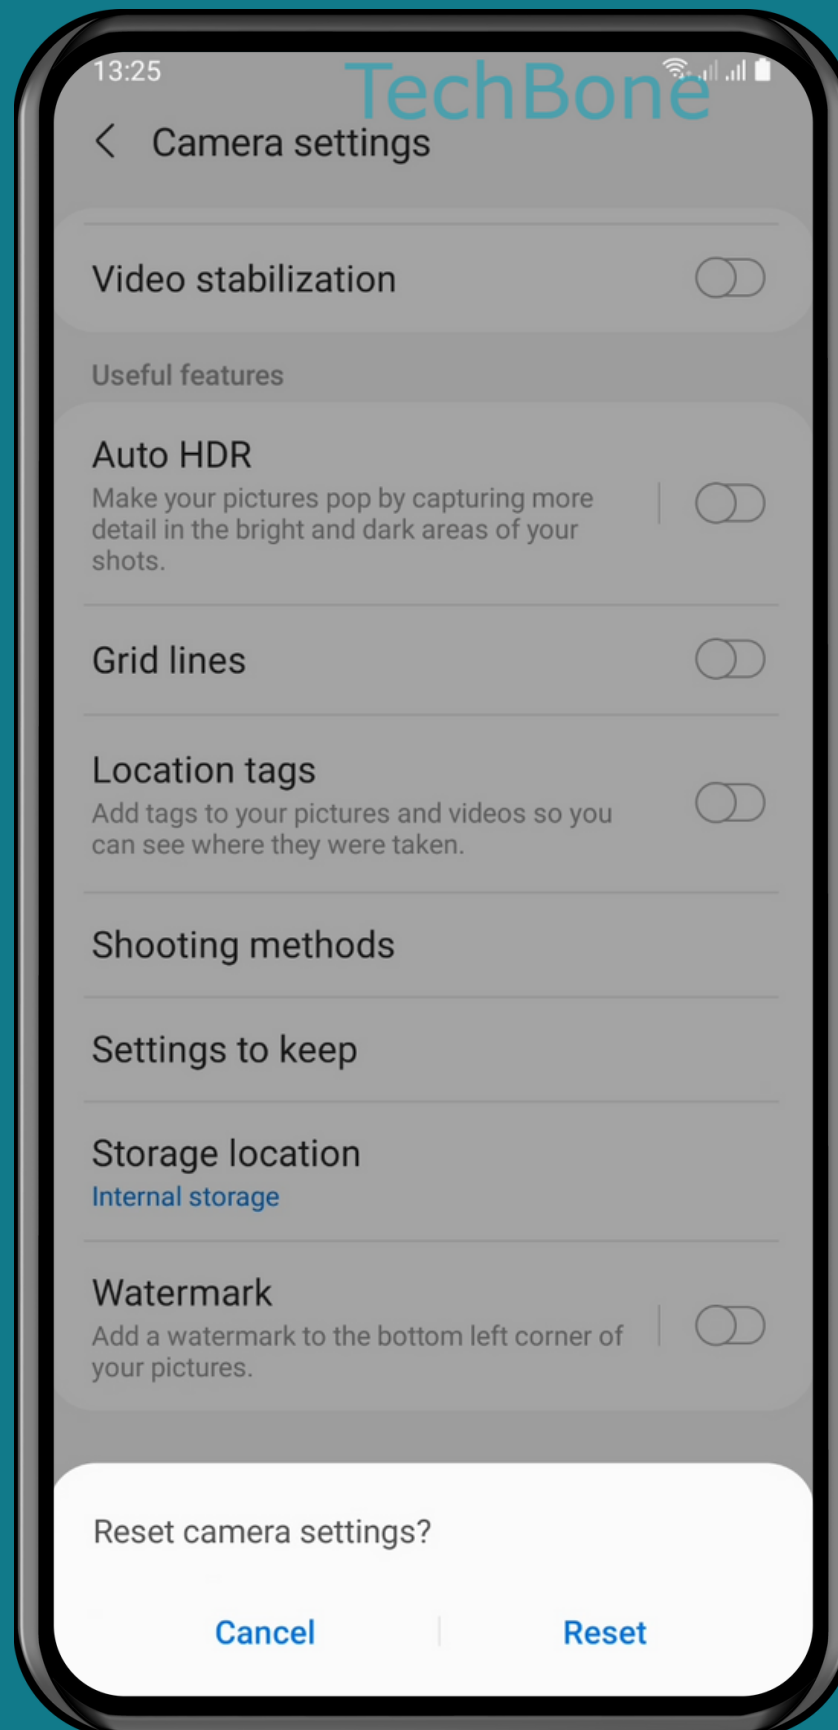 13:25
TechBone
Camera settings
Video stabilization
Useful features
Auto HDR
Make your pictures pop by capturing more
detail in the bright and dark areas of your
shots.
Grid lines
Location tags
Add tags to your pictures and videos so you
can see where they were taken.
Shooting methods
Settings to keep
Storage location
Internal storage
Watermark
Add a watermark to the bottom left corner of
your pictures.
Reset camera settings?
Cancel
Reset